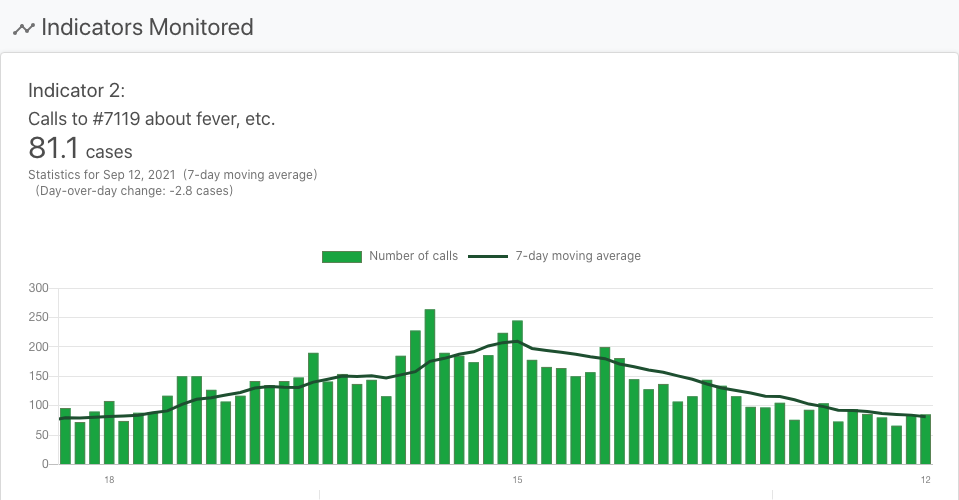 Indicators Monitored
Indicator 2:
Calls to #7119 about fever, etc.
81.1 cases
Statistics for Sep 12, 2021 (7-day moving average)
(Day-over-day change: -2.8 cases)
Number of calls 7-day moving average
300
250
200
150
100
50
0
18 15 12